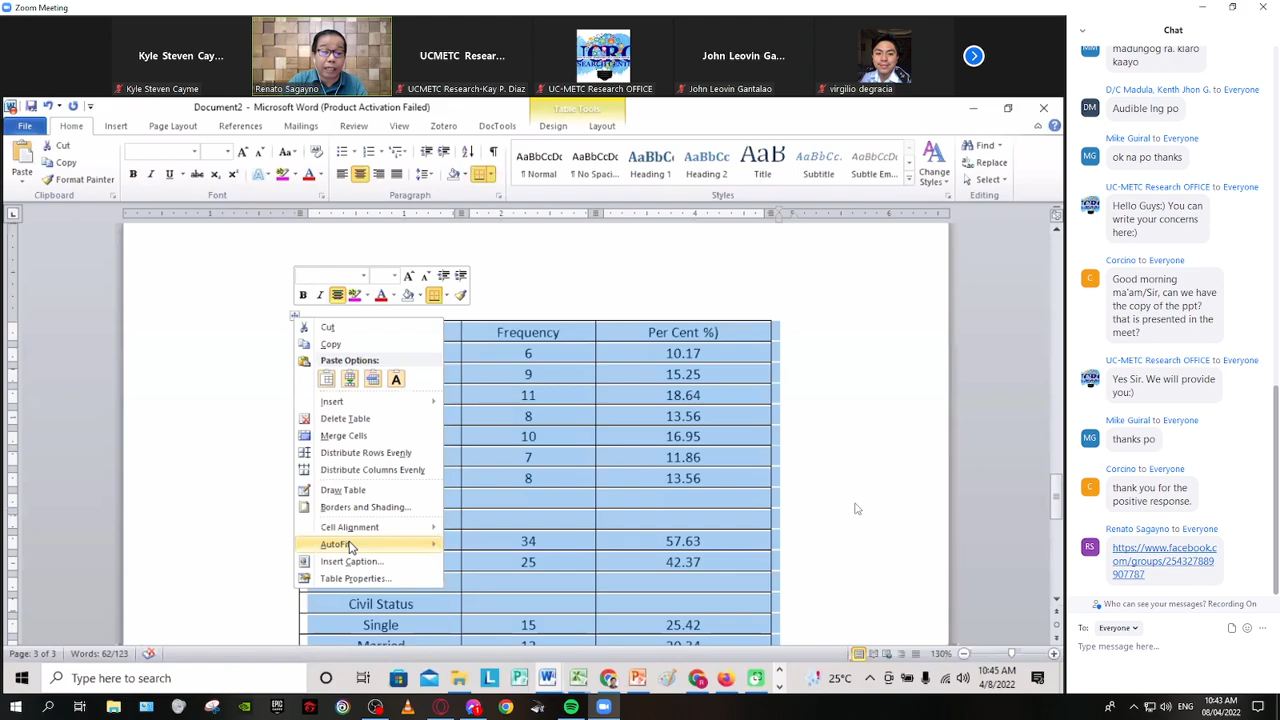 Zoom Meeting
Kyle Steven Cay...
UCMETC Resear...
John Leovin Ga...
Kyle Steven Cayme
Renato Sagayno
UCMETC Research-Kay P. Diaz
UC-METC Research OFFICE
John Leovin Gantalao
virgilio degracia
Document2 - Microsoft Word (Product Activation Failed)
Table Tools
File
Home
Insert
Page Layout
References
Mailings
Review
View
Zotero
DocTools
Design
Layout
Paste
Cut
Copy
Format Painter
Clipboard
Font
Paragraph
AaBbCcDc
¶ Normal
AaBbCcDc
¶ No Spaci...
AaBbCc
Heading 1
AaBbCc
Heading 2
AaB
Title
AaBbCc
Subtitle
AaBbCcDc
Subtle Em...
Change
Styles
Styles
Find
Replace
Select
Editing
Cut
Copy
Paste Options:
Insert
Delete Table
Merge Cells
Distribute Rows Evenly
Distribute Columns Evenly
Draw Table
Borders and Shading...
Cell Alignment
AutoFit
Insert Caption...
Table Properties...
Frequency Per Cent %)
6 10.17
9 15.25
11 18.64
8 13.56
10 16.95
7 11.86
8 13.56
34 57.63
25 42.37
Civil Status
Single 15 25.42
Page: 3 of 3
Words: 62/123
130%
Type here to search
25°C
10:45 AM
4/8/2022
Chat
madungog ra. klaro
kaayo
D/C Madula, Kenth Jhon G. to Everyone
DM
Audible lng po
Mike Guiral to Everyone
MG
ok na po thanks
UC-METC Research OFFICE to Everyone
Hello Guys:) You can
write your concerns
here:)
Corcino to Everyone
C
Good morning
ma'am/Sir, can we have
the copy of the ppt?
that is presented in
the meet?
UC-METC Research OFFICE to Everyone
Yes Sir. We will provide
you:)
Mike Guiral to Everyone
MG
thanks po
Corcino to Everyone
C
thank you for the
positive response.
Renato Sagayno to Everyone
RS
https://www.facebook.c
om/groups/254327889
907787
Who can see your messages? Recording On
To: Everyone
Type message here...
ENG
10:43 AM
08/04/2022